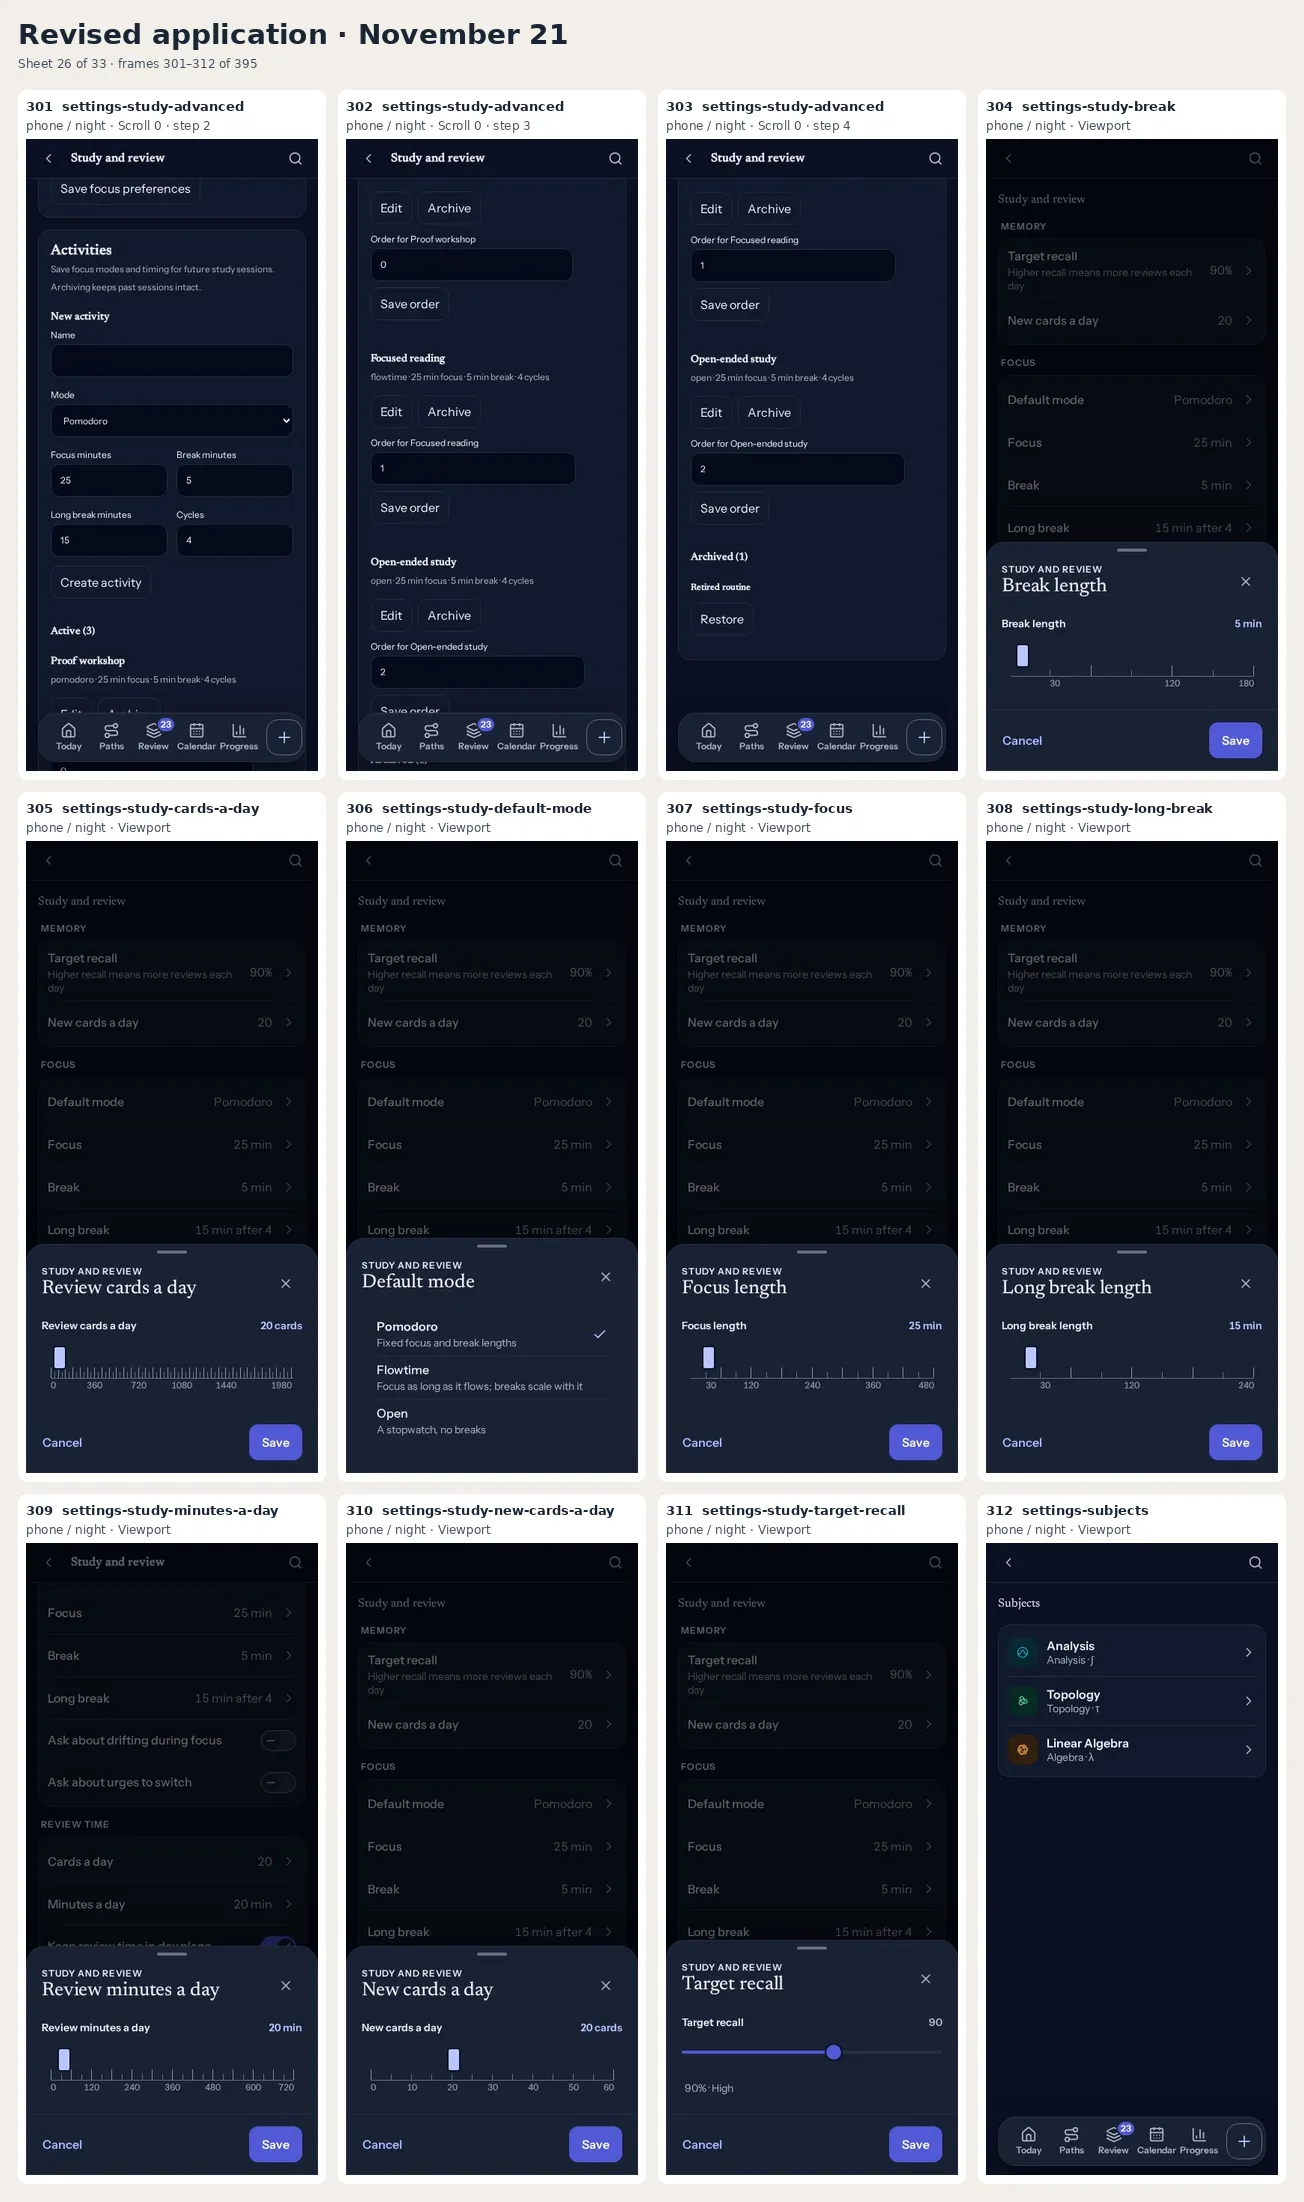 Revised application · November 21
Sheet 26 of 33 · frames 301–312 of 395
301 settings-study-advanced
phone / night · Scroll 0 · step 2
Study and review
Save focus preferences
Activities
Save focus modes and timing for future study sessions.
Archiving keeps past sessions intact.
New activity
Name
Mode
Pomodoro
Focus minutes
Break minutes
25
5
Long break minutes
Cycles
15
4
Create activity
Active (3)
Proof workshop
pomodoro · 25 min focus · 5 min break · 4 cycles
Edit
Archive
23
Today
Paths
Review
Calendar
Progress
0
302 settings-study-advanced
phone / night · Scroll 0 · step 3
Study and review
Edit
Archive
Order for Proof workshop
0
Save order
Focused reading
flowtime · 25 min focus · 5 min break · 4 cycles
Edit
Archive
Order for Focused reading
1
Save order
Open-ended study
open · 25 min focus · 5 min break · 4 cycles
Edit
Archive
Order for Open-ended study
2
Save order
23
Today
Paths
Review
Calendar
Progress
303 settings-study-advanced
phone / night · Scroll 0 · step 4
Study and review
Edit
Archive
Order for Focused reading
1
Save order
Open-ended study
open · 25 min focus · 5 min break · 4 cycles
Edit
Archive
Order for Open-ended study
2
Save order
Archived (1)
Retired routine
Restore
23
Today
Paths
Review
Calendar
Progress
304 settings-study-break
phone / night · Viewport
Study and review
MEMORY
Target recall
Higher recall means more reviews each
day
90%
New cards a day
20
FOCUS
Default mode
Pomodoro
Focus
25 min
Break
5 min
Long break
15 min after 4
STUDY AND REVIEW
Break length
Break length
5 min
30
120
180
Cancel
Save
305 settings-study-cards-a-day
phone / night · Viewport
Study and review
MEMORY
Target recall
Higher recall means more reviews each
day
90%
New cards a day
20
FOCUS
Default mode
Pomodoro
Focus
25 min
Break
5 min
Long break
15 min after 4
STUDY AND REVIEW
Review cards a day
Review cards a day
20 cards
0
360
720
1080
1440
1980
Cancel
Save
306 settings-study-default-mode
phone / night · Viewport
Study and review
MEMORY
Target recall
Higher recall means more reviews each
day
90%
New cards a day
20
FOCUS
Default mode
Pomodoro
Focus
25 min
Break
5 min
Long break
15 min after 4
STUDY AND REVIEW
Default mode
Pomodoro
Fixed focus and break lengths
Flowtime
Focus as long as it flows; breaks scale with it
Open
A stopwatch, no breaks
307 settings-study-focus
phone / night · Viewport
Study and review
MEMORY
Target recall
Higher recall means more reviews each
day
90%
New cards a day
20
FOCUS
Default mode
Pomodoro
Focus
25 min
Break
5 min
Long break
15 min after 4
STUDY AND REVIEW
Focus length
Focus length
25 min
30
120
240
360
480
Cancel
Save
308 settings-study-long-break
phone / night · Viewport
Study and review
MEMORY
Target recall
Higher recall means more reviews each
day
90%
New cards a day
20
FOCUS
Default mode
Pomodoro
Focus
25 min
Break
5 min
Long break
15 min after 4
STUDY AND REVIEW
Long break length
Long break length
15 min
30
120
240
Cancel
Save
309 settings-study-minutes-a-day
phone / night · Viewport
Study and review
Focus
25 min
Break
5 min
Long break
15 min after 4
Ask about drifting during focus
Ask about urges to switch
REVIEW TIME
Cards a day
20
Minutes a day
20 min
Keep review time in day plans
STUDY AND REVIEW
Review minutes a day
Review minutes a day
20 min
0
120
240
360
480
600
720
Cancel
Save
310 settings-study-new-cards-a-day
phone / night · Viewport
Study and review
MEMORY
Target recall
Higher recall means more reviews each
day
90%
New cards a day
20
FOCUS
Default mode
Pomodoro
Focus
25 min
Break
5 min
Long break
15 min after 4
STUDY AND REVIEW
New cards a day
New cards a day
20 cards
0
10
20
30
40
50
60
Cancel
Save
311 settings-study-target-recall
phone / night · Viewport
Study and review
MEMORY
Target recall
Higher recall means more reviews each
day
90%
New cards a day
20
FOCUS
Default mode
Pomodoro
Focus
25 min
Break
5 min
Long break
15 min after 4
STUDY AND REVIEW
Target recall
Target recall
90
90% · High
Cancel
Save
312 settings-subjects
phone / night · Viewport
Subjects
Analysis
Analysis · ∫
Topology
Topology · τ
Linear Algebra
Algebra · λ
23
Today
Paths
Review
Calendar
Progress